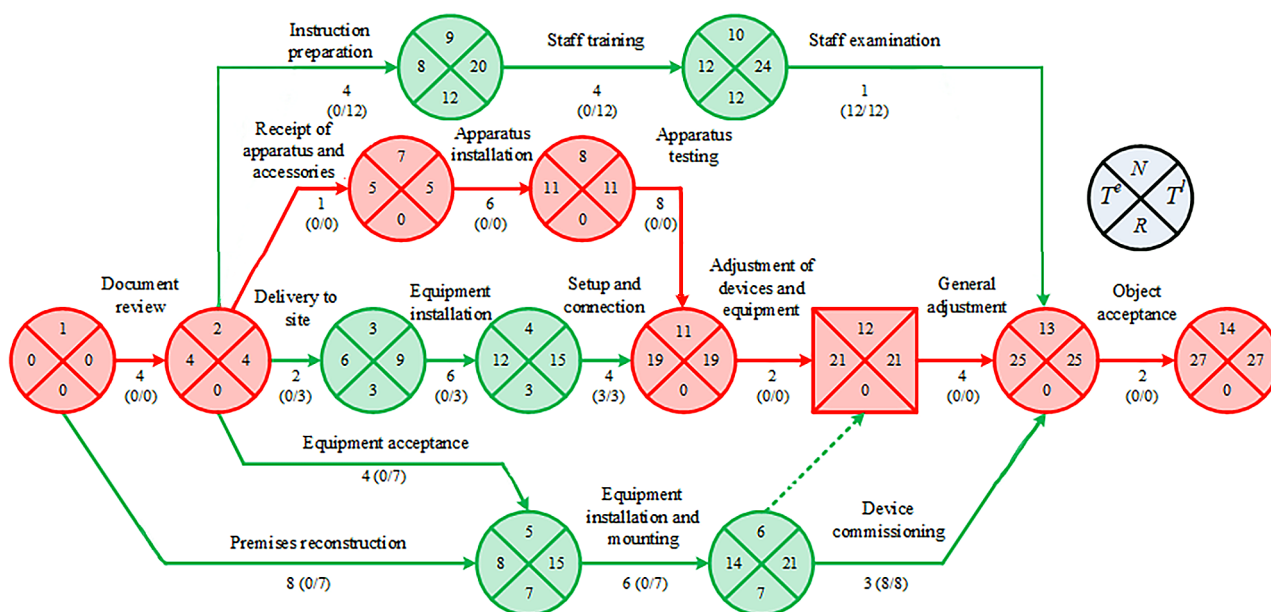 Instruction
preparation
9
8 20
12
4
(0/12)
Staff training
4
(0/12)
10
12 24
12
Staff examination
1
(12/12)
Receipt of
apparatus and
accessories
1
(0/0)
7
5 5
0
Apparatus
installation
6
(0/0)
8
11 11
0
Apparatus
testing
8
(0/0)
N
Tᵉ Tˡ
R
1
0 0
0
Document
review
4
(0/0)
2
4 4
0
Delivery to
site
2
(0/3)
3
6 9
3
Equipment
installation
6
(0/3)
4
12 15
3
Setup and
connection
4
(3/3)
11
19 19
0
Adjustment of
devices and
equipment
2
(0/0)
12
21 21
0
General
adjustment
4
(0/0)
13
25 25
0
Object
acceptance
2
(0/0)
14
27 27
0
Equipment acceptance
4 (0/7)
Premises reconstruction
8 (0/7)
5
8 15
7
Equipment
installation and
mounting
6 (0/7)
6
14 21
7
Device
commissioning
3 (8/8)